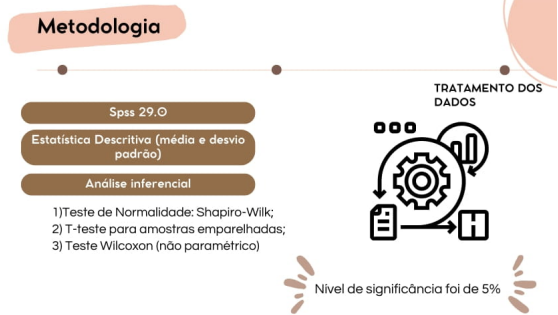 Metodologia
TRATAMENTO DOS
DADOS
Spss 29.0
Estatística Descritiva (média e desvio
padrão)
Análise inferencial
1)Teste de Normalidade: Shapiro-Wilk;
2) T-teste para amostras emparelhadas;
3) Teste Wilcoxon (não paramétrico)
Nível de significância foi de 5%